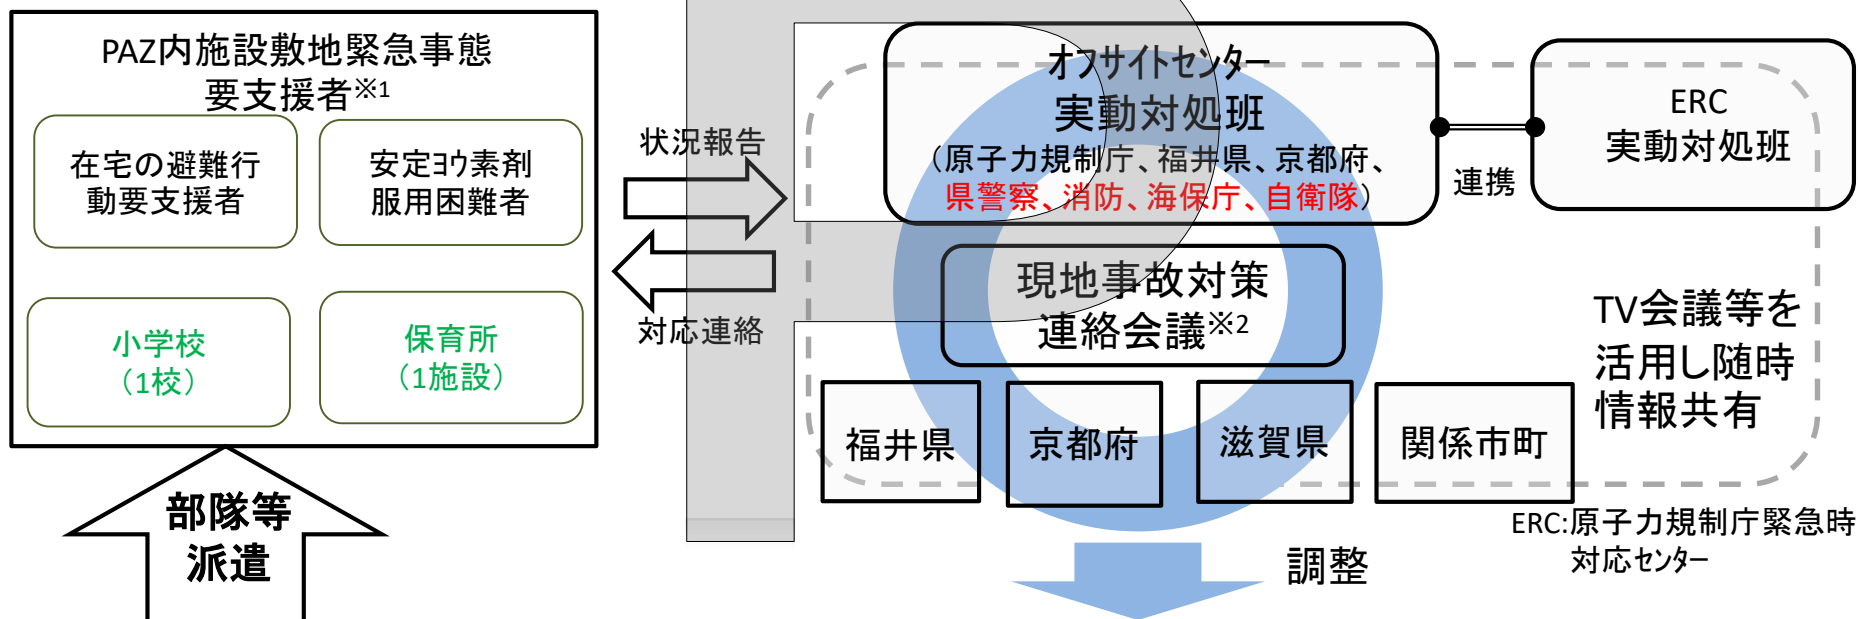 PAZ内施設敷地緊急事態
要支援者※1
在宅の避難行
動要支援者
安定ﾖｳ素剤
服用困難者
小学校
（1校）
保育所
（1施設）
部隊等
派遣
状況報告
対応連絡
ｵﾌｻｲﾄｾﾝﾀｰ
実動対処班
（原子力規制庁、福井県、京都府、
県警察、消防、海保庁、自衛隊）
連携
ERC
実動対処班
現地事故対策
連絡会議※2
TV会議等を
活用し随時
情報共有
福井県
京都府
滋賀県
関係市町
ERC:原子力規制庁緊急時
対応ｾﾝﾀｰ
調整